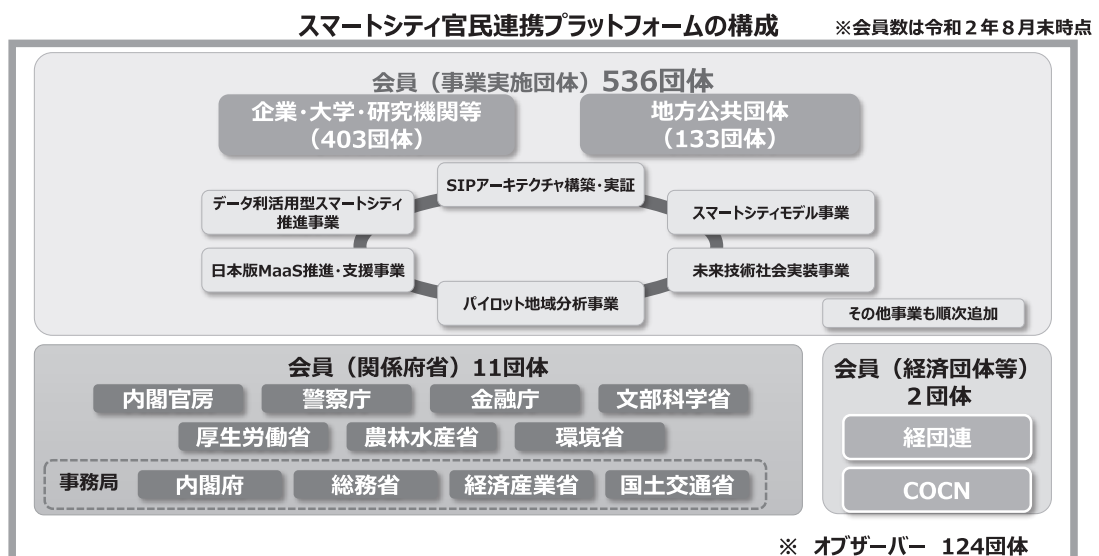 スマートシティ官民連携プラットフォームの構成
※会員数は令和２年８月末時点
会員（事業実施団体）536団体
企業・大学・研究機関等
（403団体）
地方公共団体
（133団体）
SIPアーキテクチャ構築・実証
データ利活用型スマートシティ
推進事業
スマートシティモデル事業
日本版MaaS推進・支援事業
未来技術社会実装事業
パイロット地域分析事業
その他事業も順次追加
会員（関係府省）11団体
内閣官房
警察庁
金融庁
文部科学省
厚生労働省
農林水産省
環境省
事務局
内閣府
総務省
経済産業省
国土交通省
会員（経済団体等）
２団体
経団連
COCN
※ オブザーバー 124団体